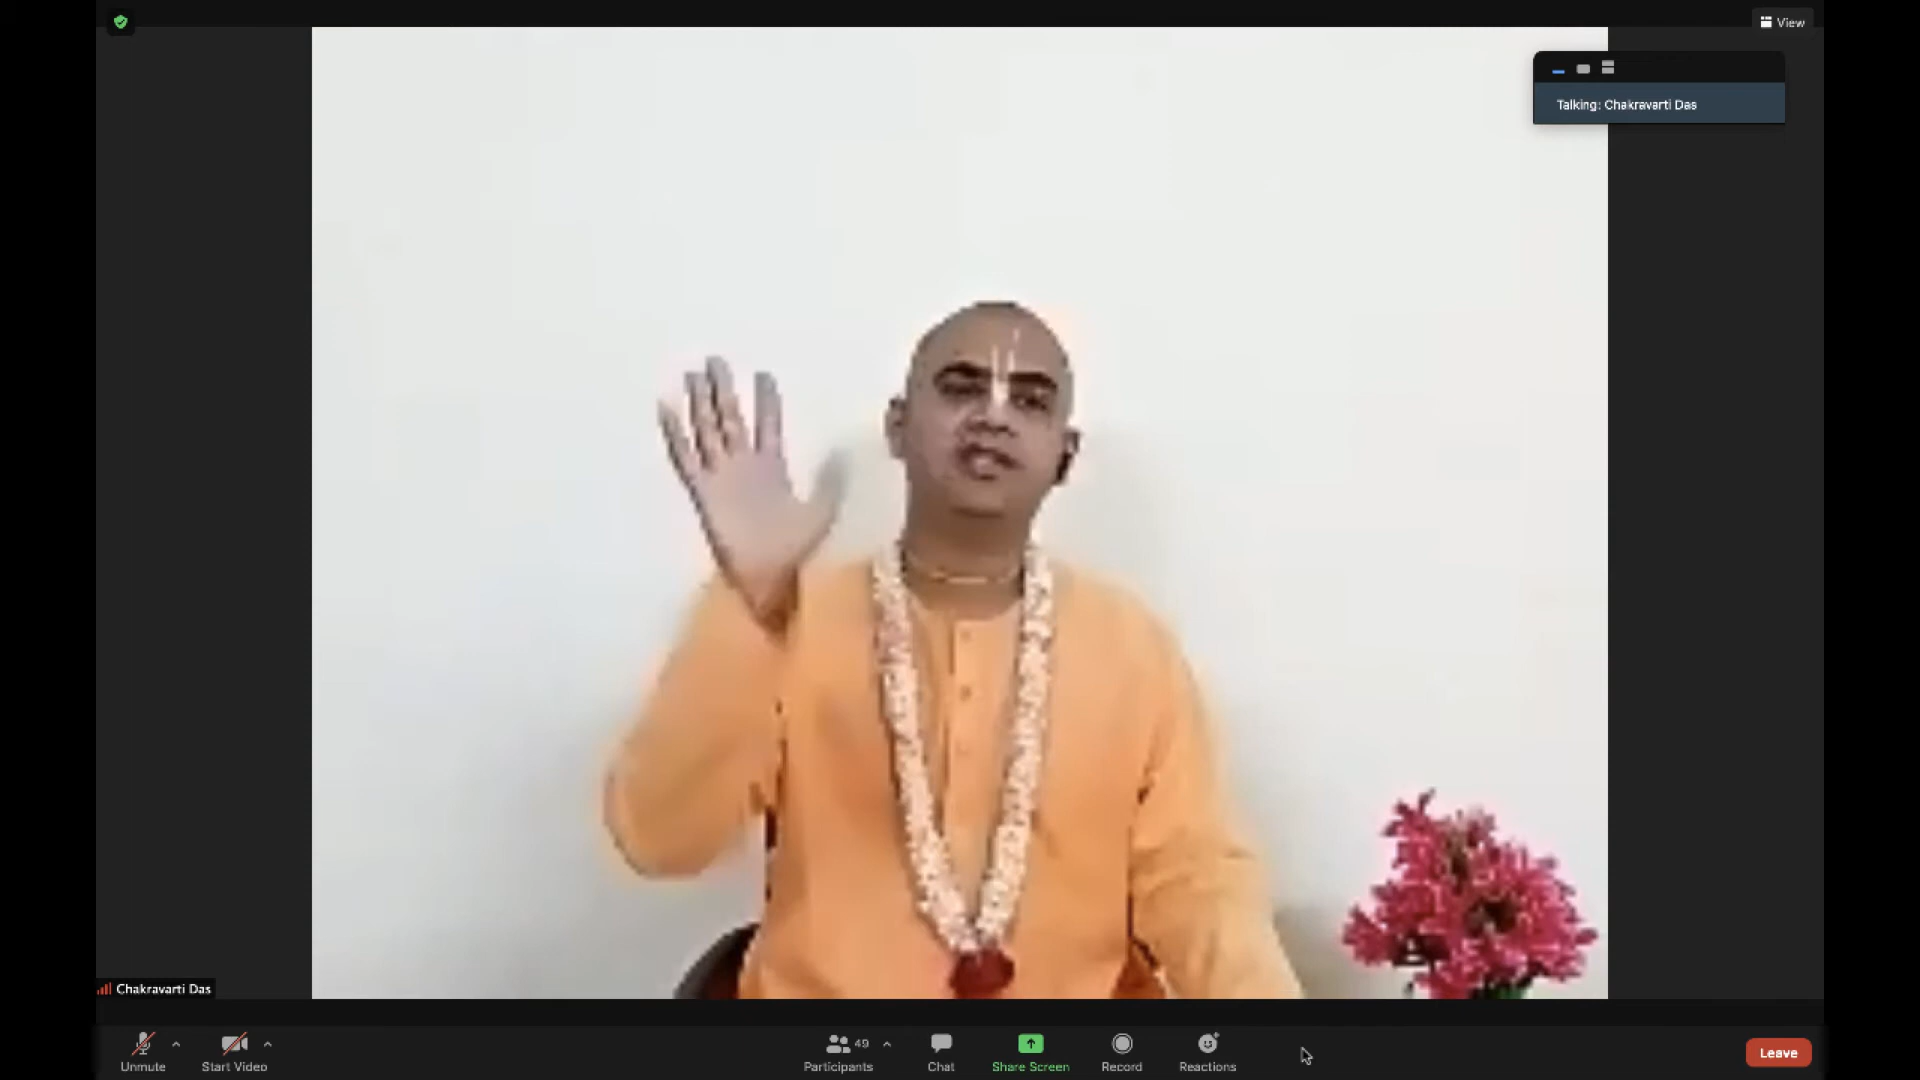 View
Talking: Chakravarti Das
Chakravarti Das
Unmute
Start Video
49
Participants
Chat
Share Screen
Record
Reactions
Leave